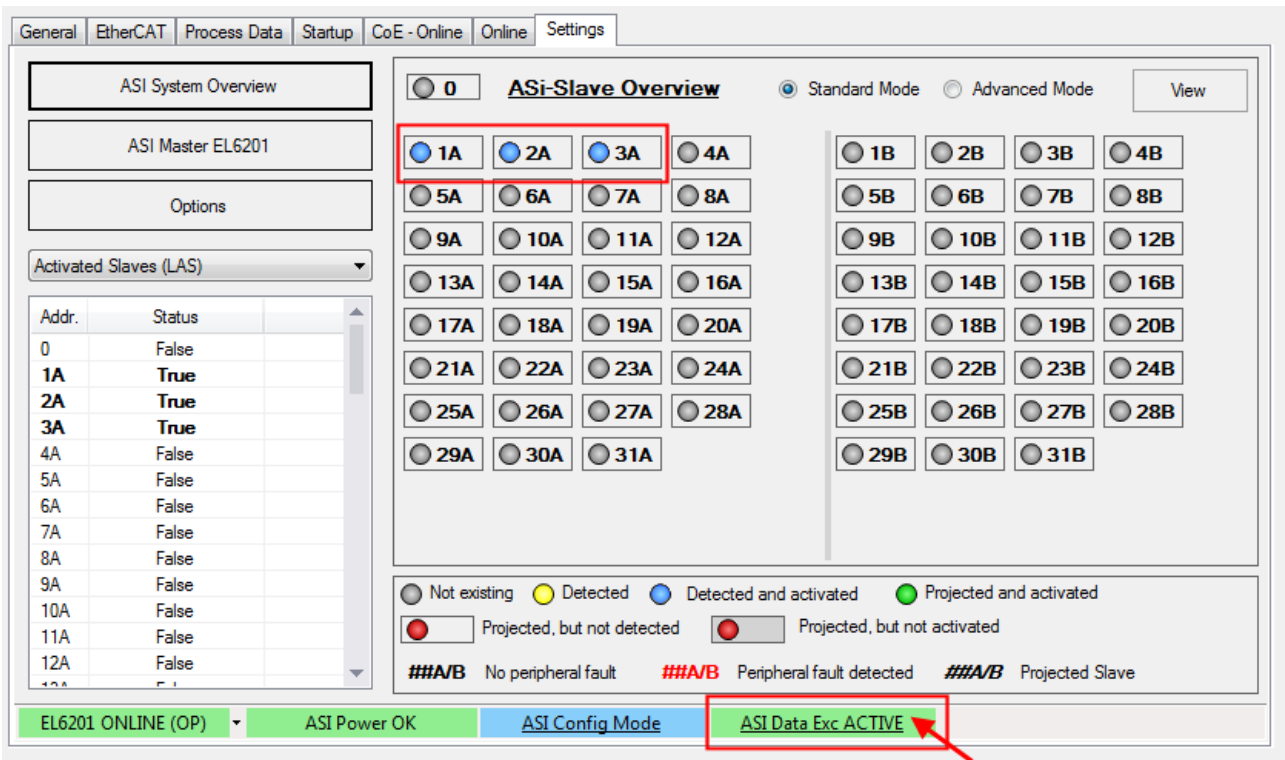 General EtherCAT Process Data Startup CoE - Online Online Settings
ASI System Overview
ASI Master EL6201
Options
Activated Slaves (LAS)
Addr. Status
0 False
1A True
2A True
3A True
4A False
5A False
6A False
7A False
8A False
9A False
10A False
11A False
12A False
0 ASi-Slave Overview Standard Mode Advanced Mode View
1A 2A 3A 4A 1B 2B 3B 4B
5A 6A 7A 8A 5B 6B 7B 8B
9A 10A 11A 12A 9B 10B 11B 12B
13A 14A 15A 16A 13B 14B 15B 16B
17A 18A 19A 20A 17B 18B 19B 20B
21A 22A 23A 24A 21B 22B 23B 24B
25A 26A 27A 28A 25B 26B 27B 28B
29A 30A 31A 29B 30B 31B
Not existing Detected Detected and activated Projected and activated
Projected, but not detected Projected, but not activated
##A/B No peripheral fault ##A/B Peripheral fault detected ##A/B Projected Slave
EL6201 ONLINE (OP) ASI Power OK ASI Config Mode ASI Data Exc ACTIVE